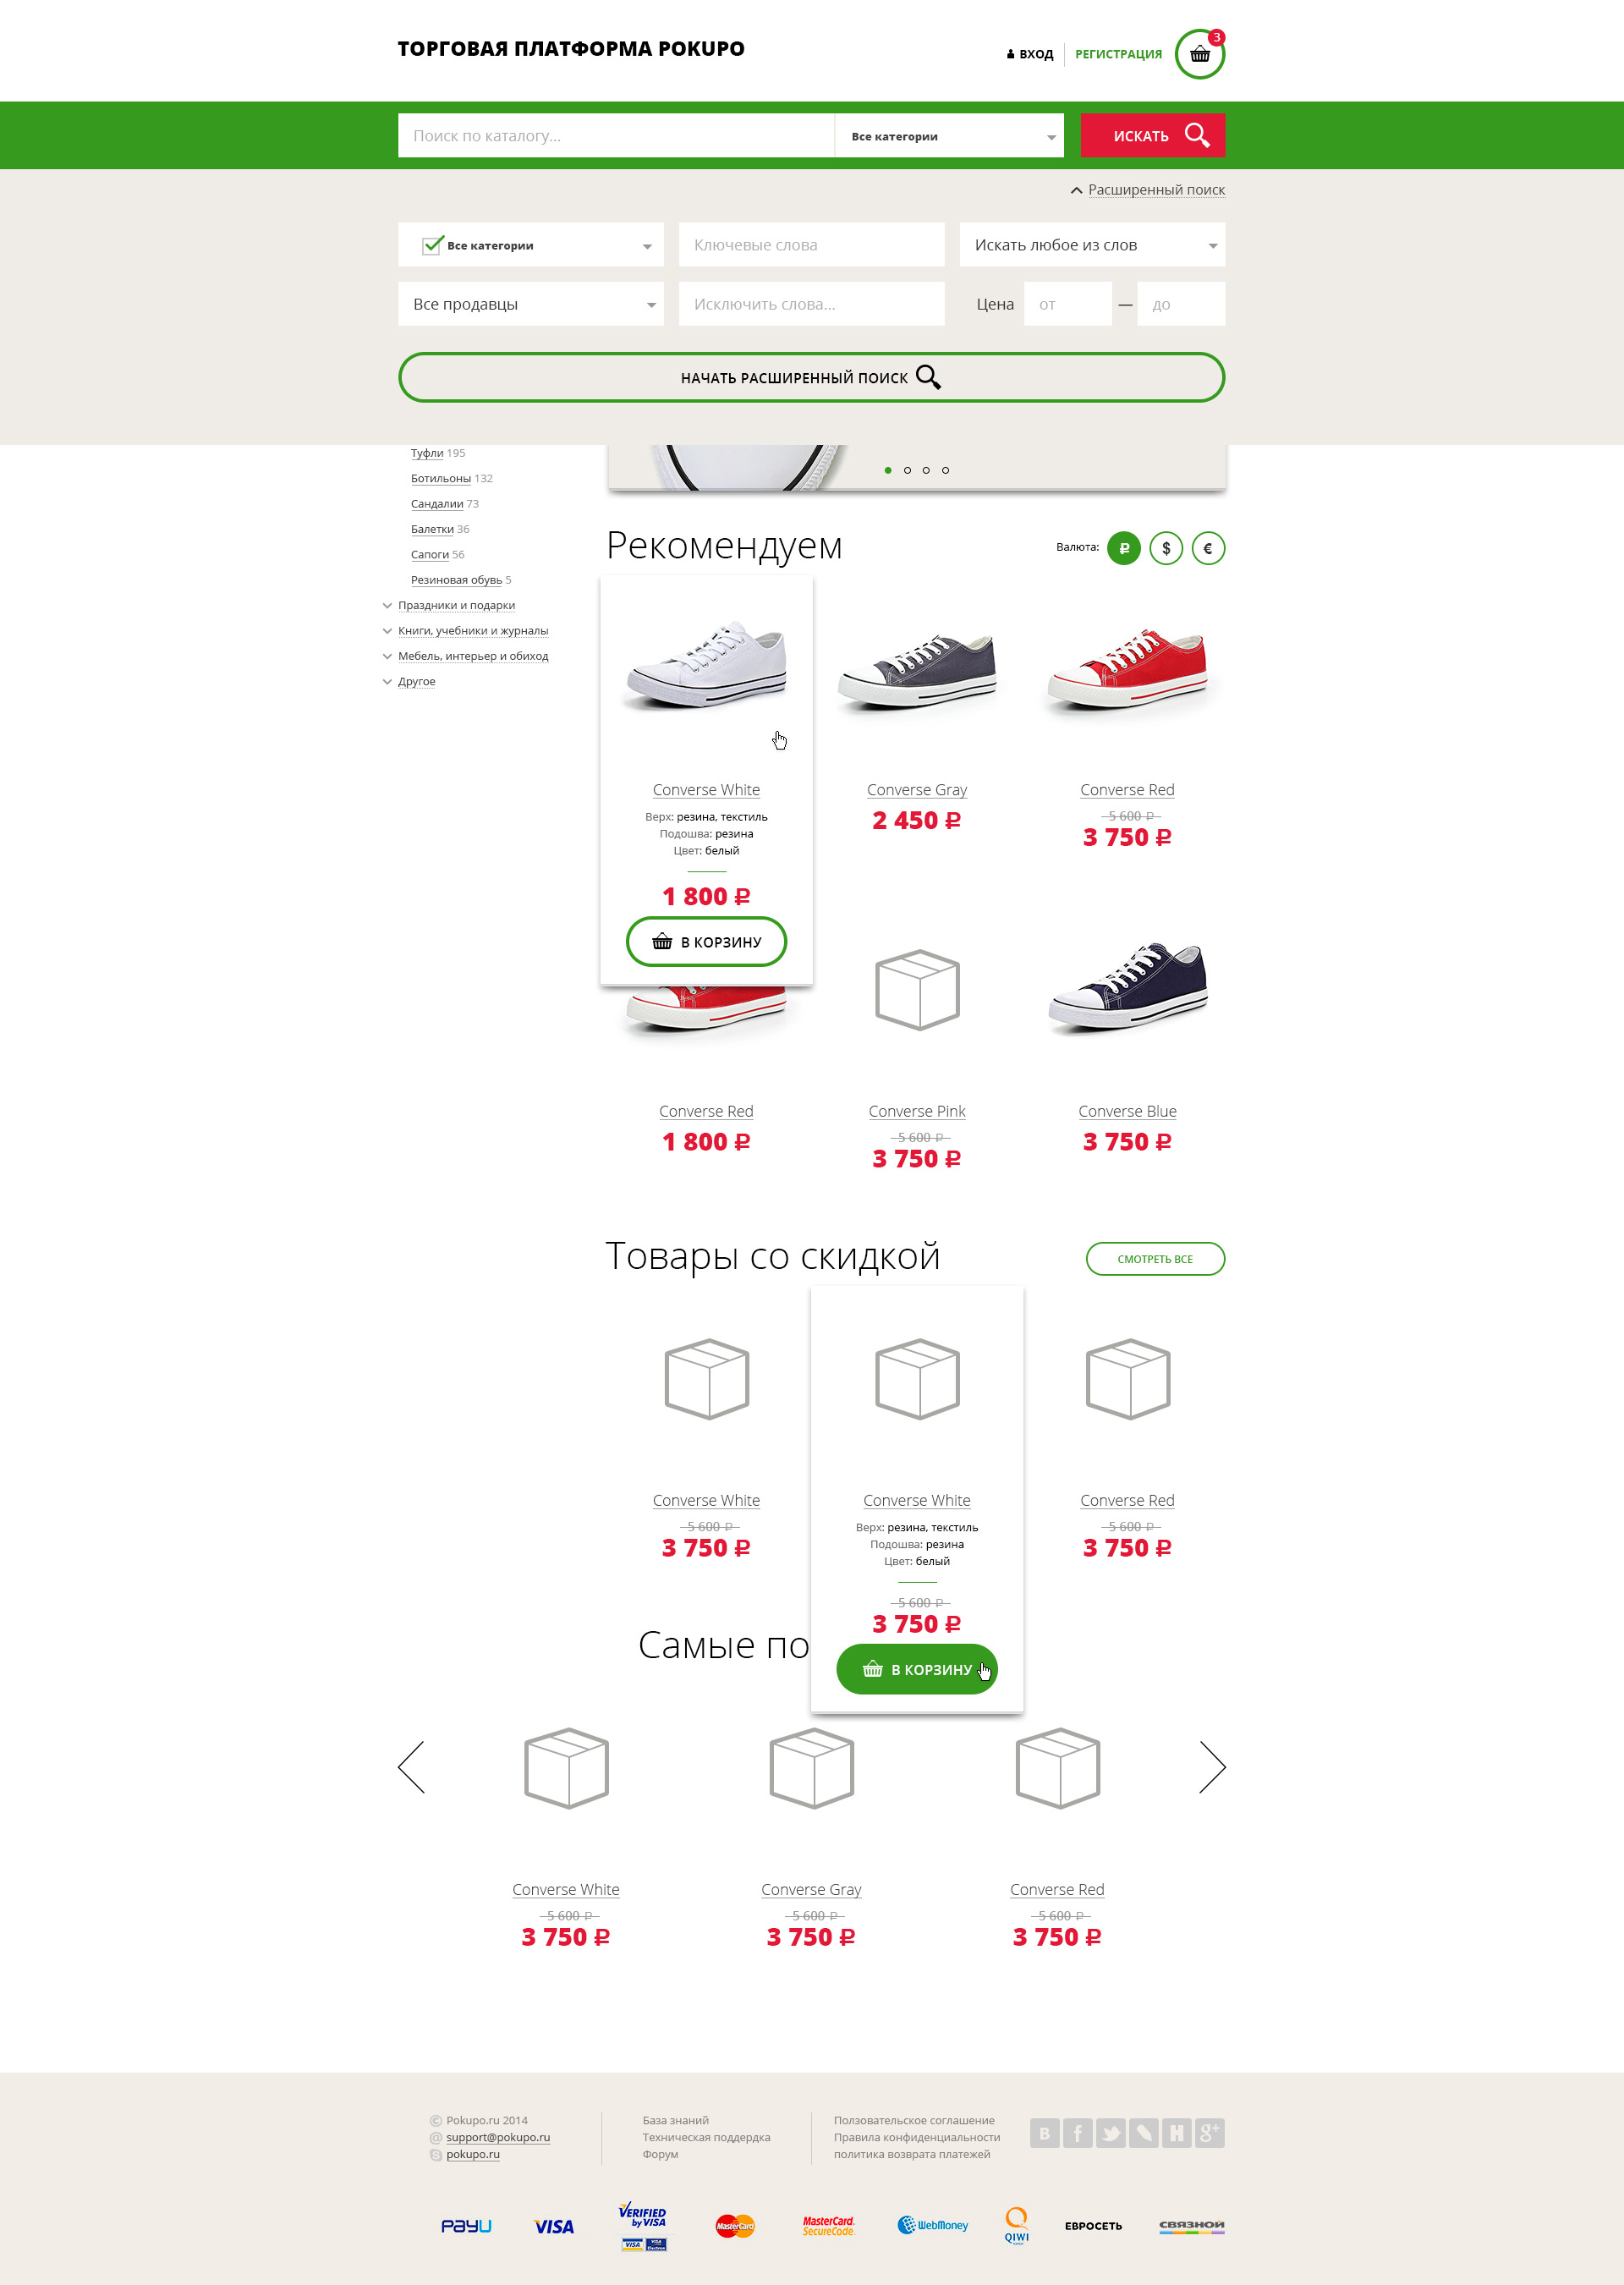 ТОРГОВАЯ ПЛАТФОРМА POKUPO
ВХОД
РЕГИСТРАЦИЯ
3
Поиск по каталогу...
Все категории
ИСКАТЬ
Расширенный поиск
Все категории
Ключевые слова
Искать любое из слов
Все продавцы
Исключить слова...
Цена
от
—
до
НАЧАТЬ РАСШИРЕННЫЙ ПОИСК
Туфли 195
Ботильоны 132
Сандалии 73
Балетки 36
Сапоги 56
Резиновая обувь 5
Праздники и подарки
Книги, учебники и журналы
Мебель, интерьер и обиход
Другое
Рекомендуем
Валюта:
₽
$
€
Converse White
Верх: резина, текстиль
Подошва: резина
Цвет: белый
1 800 ₽
В КОРЗИНУ
Converse Gray
2 450 ₽
Converse Red
5 600 ₽
3 750 ₽
Converse Red
1 800 ₽
Converse Pink
5 600 ₽
3 750 ₽
Converse Blue
3 750 ₽
Товары со скидкой
СМОТРЕТЬ ВСЕ
Converse White
5 600 ₽
3 750 ₽
Converse White
Верх: резина, текстиль
Подошва: резина
Цвет: белый
5 600 ₽
3 750 ₽
В КОРЗИНУ
Converse Red
5 600 ₽
3 750 ₽
Самые по
Converse White
5 600 ₽
3 750 ₽
Converse Gray
5 600 ₽
3 750 ₽
Converse Red
5 600 ₽
3 750 ₽
© Pokupo.ru 2014
@ support@pokupo.ru
pokupo.ru
База знаний
Техническая поддердка
Форум
Ползовательское соглашение
Правила конфиденциальности
политика возврата платежей
В
f
g+
PayU
VISA
VERIFIED
by VISA
VISA
VISA
Electron
MasterCard
MasterCard.
SecureCode.
WebMoney
QIWI
ЕВРОСЕТЬ
СВЯЗНОЙ